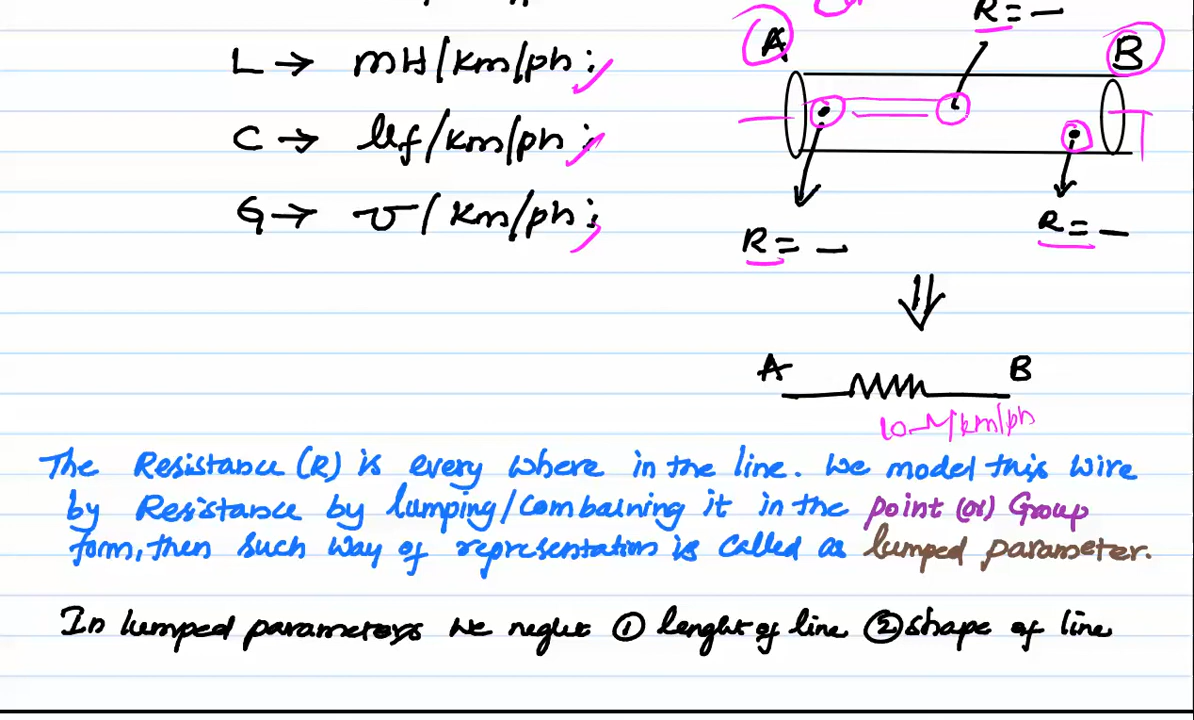 R = –
A
B
L → mH/km/ph ;
C → μf/km/ph ;
G → ℧/km/ph ;
R = –
R = –
A
B
10 Ω/km/ph
The Resistance (R) is every where in the line. We model this wire
by Resistance by lumping/combaining it in the point (or) Group
form, then such way of representation is called as lumped parameter.
In lumped parameters we neglet ① lenght of line ② shape of line